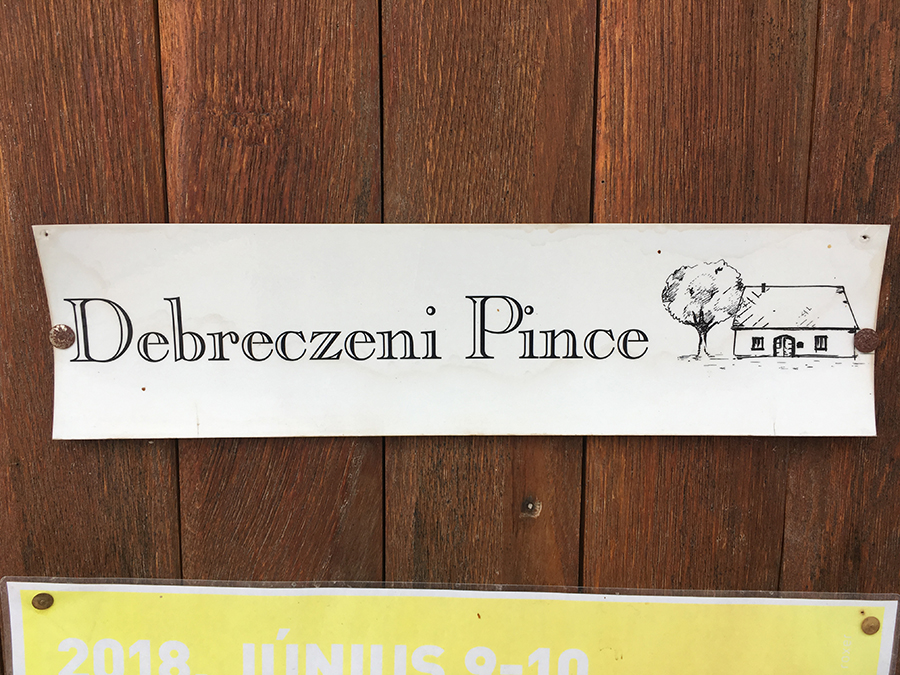 Debreczeni Pince
2018. JÚNIUS 9-10